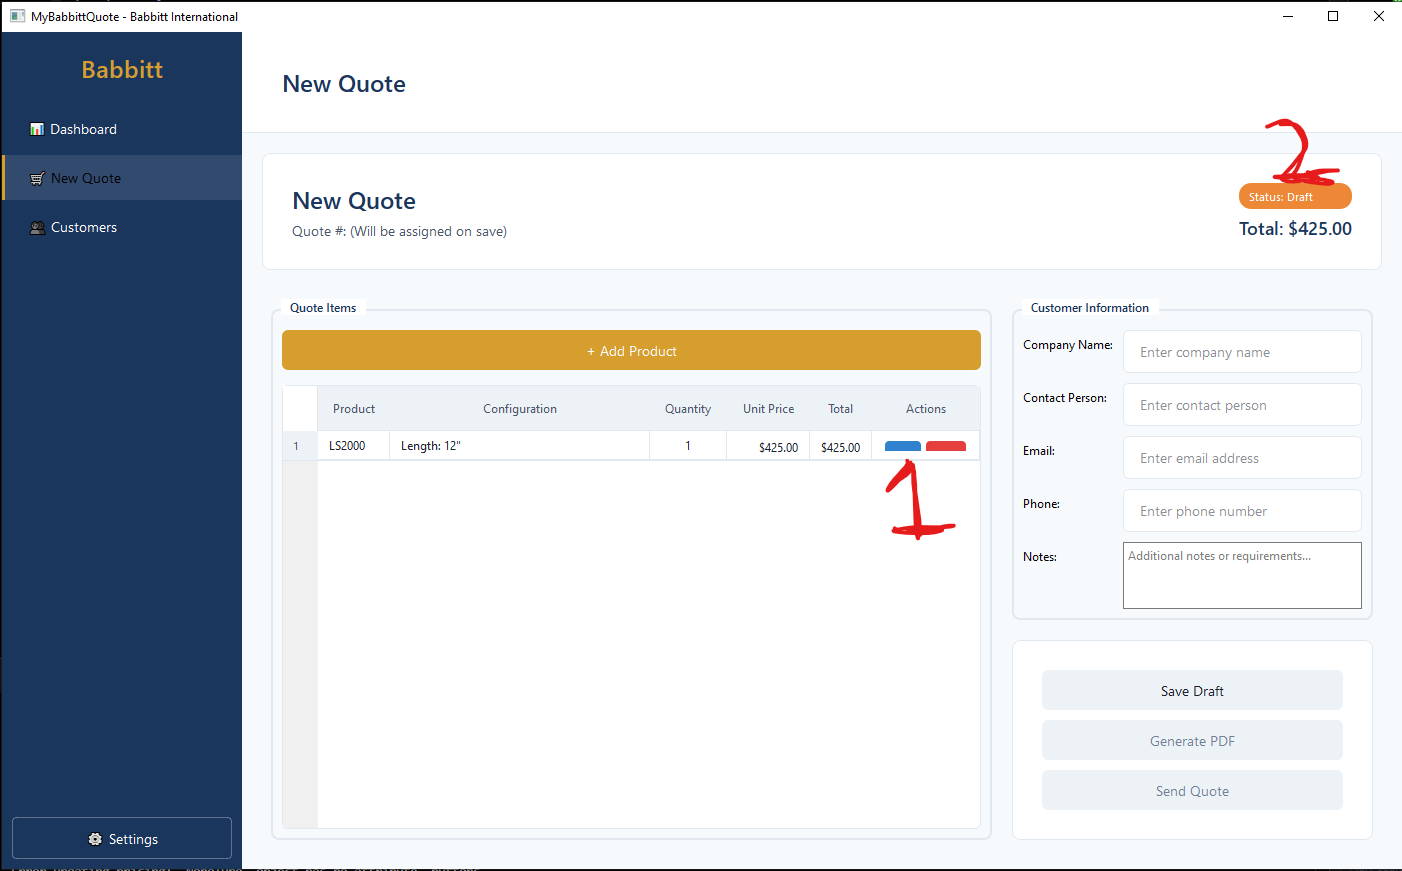 MyBabbittQuote - Babbitt International
Babbitt
Dashboard
New Quote
Customers
Settings
New Quote
2
New Quote
Quote #: (Will be assigned on save)
Status: Draft
Total: $425.00
Quote Items
+ Add Product
Product Configuration Quantity Unit Price Total Actions
1 LS2000 Length: 12" 1 $425.00 $425.00
1
Customer Information
Company Name: Enter company name
Contact Person: Enter contact person
Email: Enter email address
Phone: Enter phone number
Notes: Additional notes or requirements...
Save Draft
Generate PDF
Send Quote